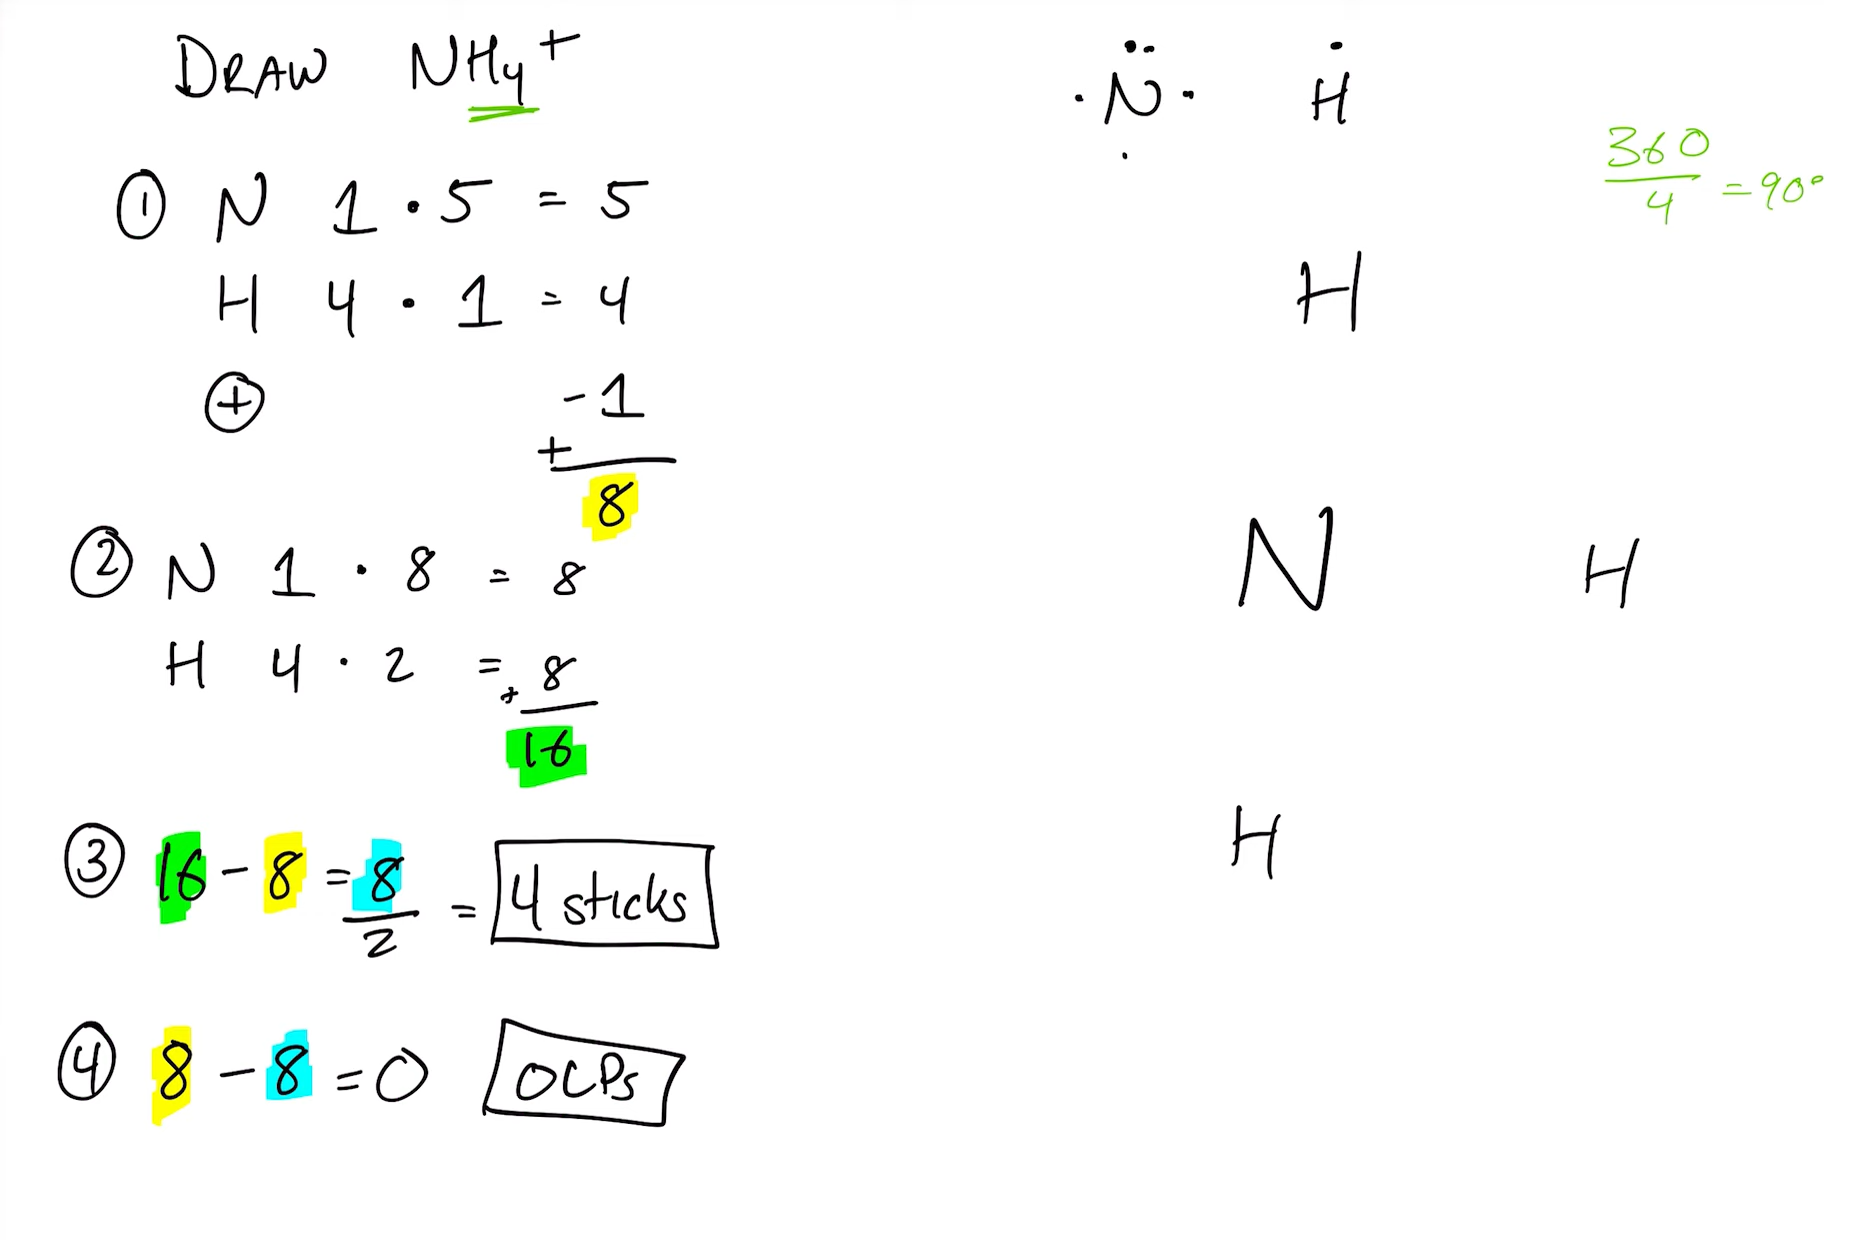 DRAW NH4+
① N 1 · 5 = 5
H 4 · 1 = 4
⊕ -1
+
8
② N 1 · 8 = 8
H 4 · 2 = 8
+
16
③ 16 - 8 = 8/2 = 4 sticks
④ 8 - 8 = 0 0LPs
N H
360/4 = 90°
H
N H
H